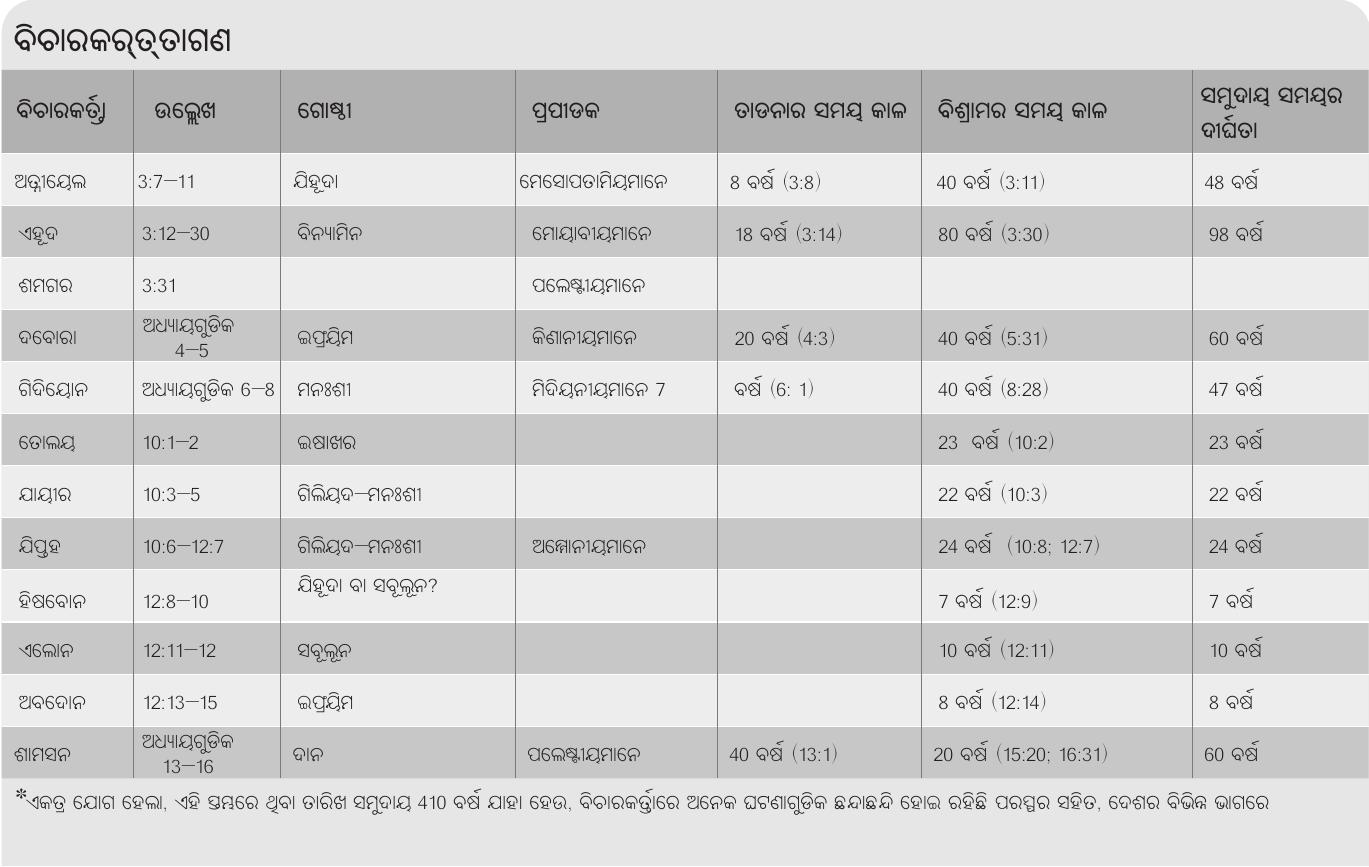 ବିଚାରକର୍ତ୍ତାଗଣ
ବିଚାରକର୍ତ୍ତା ଉଲ୍ଲେଖ ଗୋଷ୍ଠୀ ପ୍ରପୀଡକ ତାଡନାର ସମୟ କାଳ ବିଶ୍ରାମର ସମୟ କାଳ ସମୁଦାୟ ସମୟର
ଦୀର୍ଘତା
ଅତ୍ନୀୟେଲ 3:7–11 ଯିହୂଦା ମେସୋପଟାମିୟମାନେ 8 ବର୍ଷ (3:8) 40 ବର୍ଷ (3:11) 48 ବର୍ଷ
ଏହୂଦ 3:12–30 ବିନ୍ୟାମିନ ମୋୟାବୀୟମାନେ 18 ବର୍ଷ (3:14) 80 ବର୍ଷ (3:30) 98 ବର୍ଷ
ଶମଗର 3:31 ପଲେଷ୍ଟୀୟମାନେ
ଦବୋରା ଅଧ୍ୟାୟଗୁଡିକ
4–5 ଇଫ୍ରୟିମ କିଣାନୀୟମାନେ 20 ବର୍ଷ (4:3) 40 ବର୍ଷ (5:31) 60 ବର୍ଷ
ଗିଦିୟୋନ ଅଧ୍ୟାୟଗୁଡିକ 6–8 ମନଃଶୀ ମିଦିୟନୀୟମାନେ 7 ବର୍ଷ (6: 1) 40 ବର୍ଷ (8:28) 47 ବର୍ଷ
ତୋଲୟ 10:1–2 ଇଷାଖର 23 ବର୍ଷ (10:2) 23 ବର୍ଷ
ଯାୟୀର 10:3–5 ଗିଲିୟଦ–ମନଃଶୀ 22 ବର୍ଷ (10:3) 22 ବର୍ଷ
ଯିପ୍ତହ 10:6–12:7 ଗିଲିୟଦ–ମନଃଶୀ ଅମ୍ମୋନୀୟମାନେ 24 ବର୍ଷ (10:8; 12:7) 24 ବର୍ଷ
ହିଷବୋନ 12:8–10 ଯିହୂଦା ବା ସବୂଲୂନ? 7 ବର୍ଷ (12:9) 7 ବର୍ଷ
ଏଲୋନ 12:11–12 ସବୂଲୂନ 10 ବର୍ଷ (12:11) 10 ବର୍ଷ
ଅବଦୋନ 12:13–15 ଇଫ୍ରୟିମ 8 ବର୍ଷ (12:14) 8 ବର୍ଷ
ଶାମସନ ଅଧ୍ୟାୟଗୁଡିକ
13–16 ଦାନ ପଲେଷ୍ଟୀୟମାନେ 40 ବର୍ଷ (13:1) 20 ବର୍ଷ (15:20; 16:31) 60 ବର୍ଷ
*ଏକତ୍ର ଯୋଗ ହେଲା, ଏହି ସ୍ତମ୍ଭରେ ଥିବା ତାରିଖ ସମୁଦାୟ 410 ବର୍ଷ ଯାହା ହେଉ, ବିଚାରକର୍ତ୍ତାରେ ଅନେକ ଘଟଣାଗୁଡିକ ଛନ୍ଦାଛନ୍ଦି ହୋଇ ରହିଛି ପରସ୍ପର ସହିତ, ଦେଶର ବିଭିନ୍ନ ଭାଗରେ